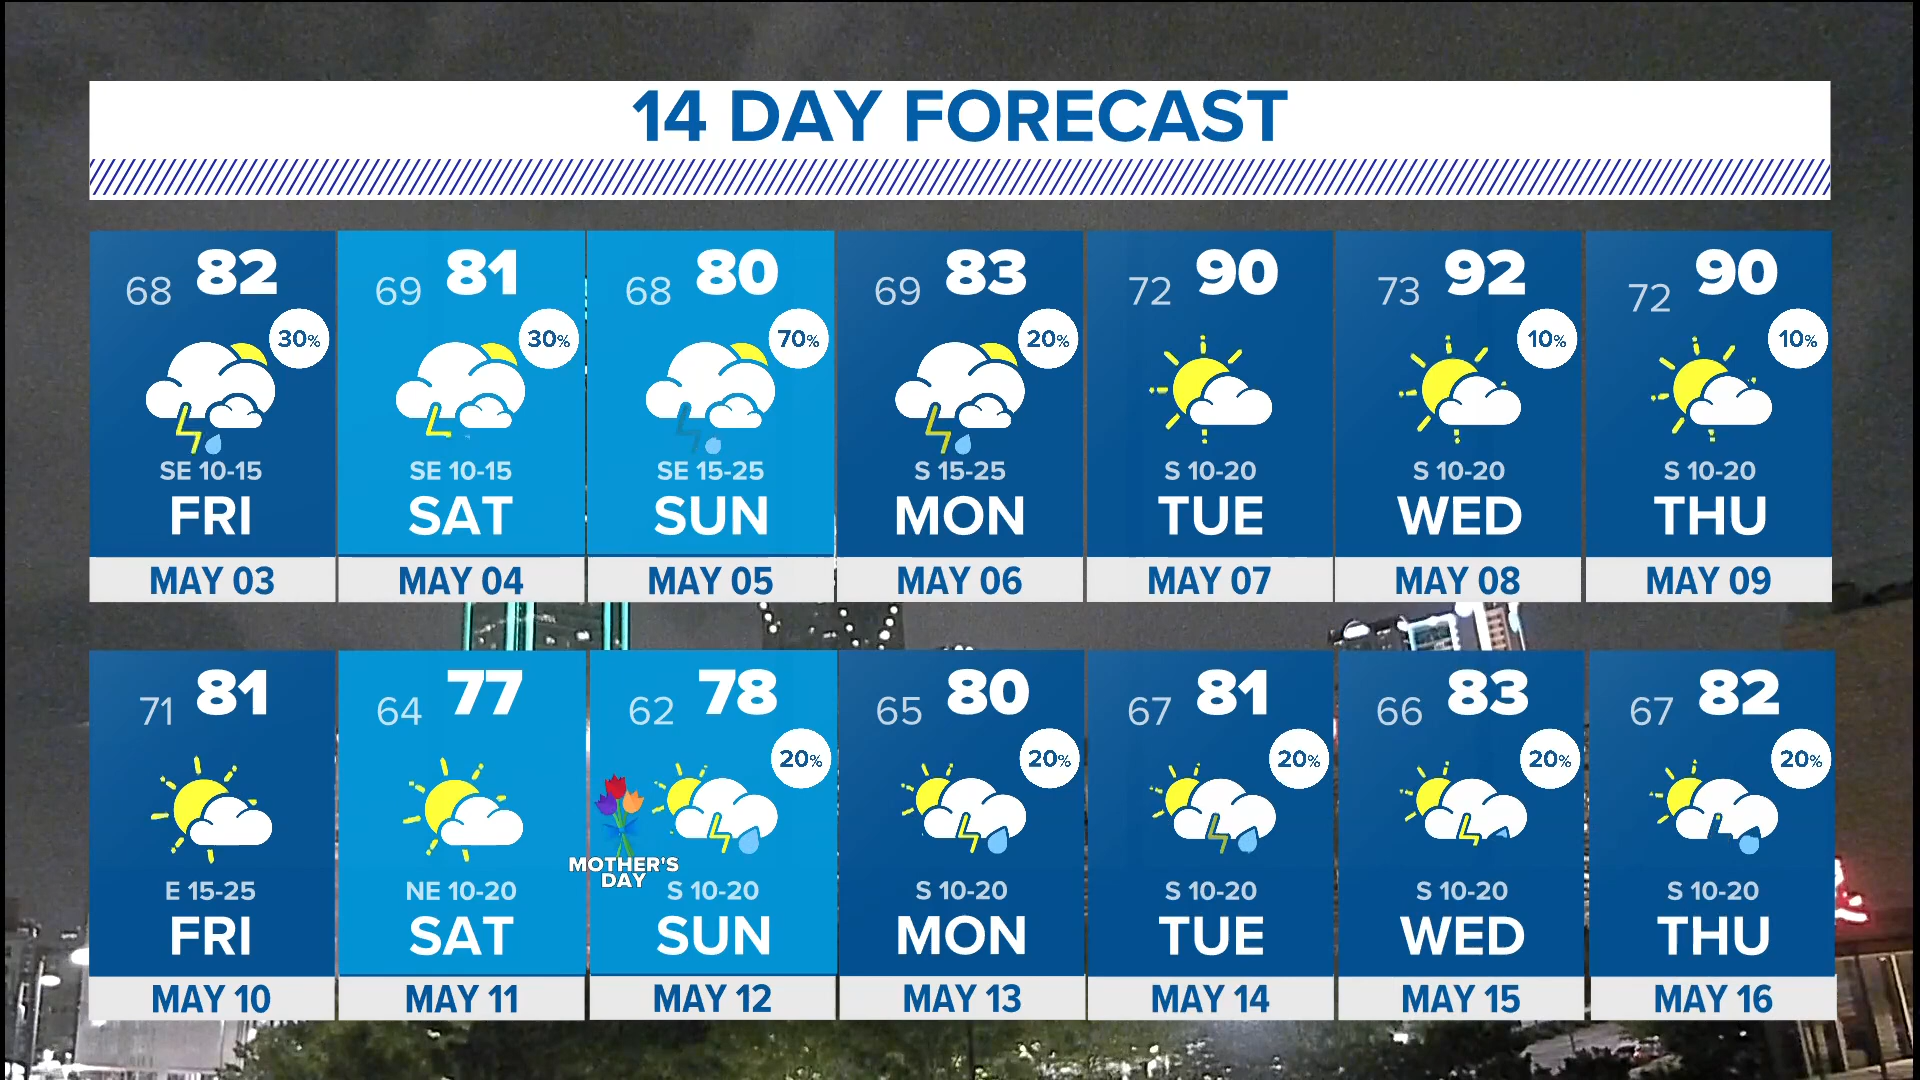 14 DAY FORECAST
68 82 69 81 68 80 69 83 72 90 73 92 72 90
30% 30% 70% 20% 10% 10%
SE 10-15 SE 10-15 SE 15-25 S 15-25 S 10-20 S 10-20 S 10-20
FRI SAT SUN MON TUE WED THU
MAY 03 MAY 04 MAY 05 MAY 06 MAY 07 MAY 08 MAY 09
71 81 64 77 62 78 65 80 67 81 66 83 67 82
20% 20% 20% 20% 20%
MOTHER'S
DAY
E 15-25 NE 10-20 S 10-20 S 10-20 S 10-20 S 10-20 S 10-20
FRI SAT SUN MON TUE WED THU
MAY 10 MAY 11 MAY 12 MAY 13 MAY 14 MAY 15 MAY 16